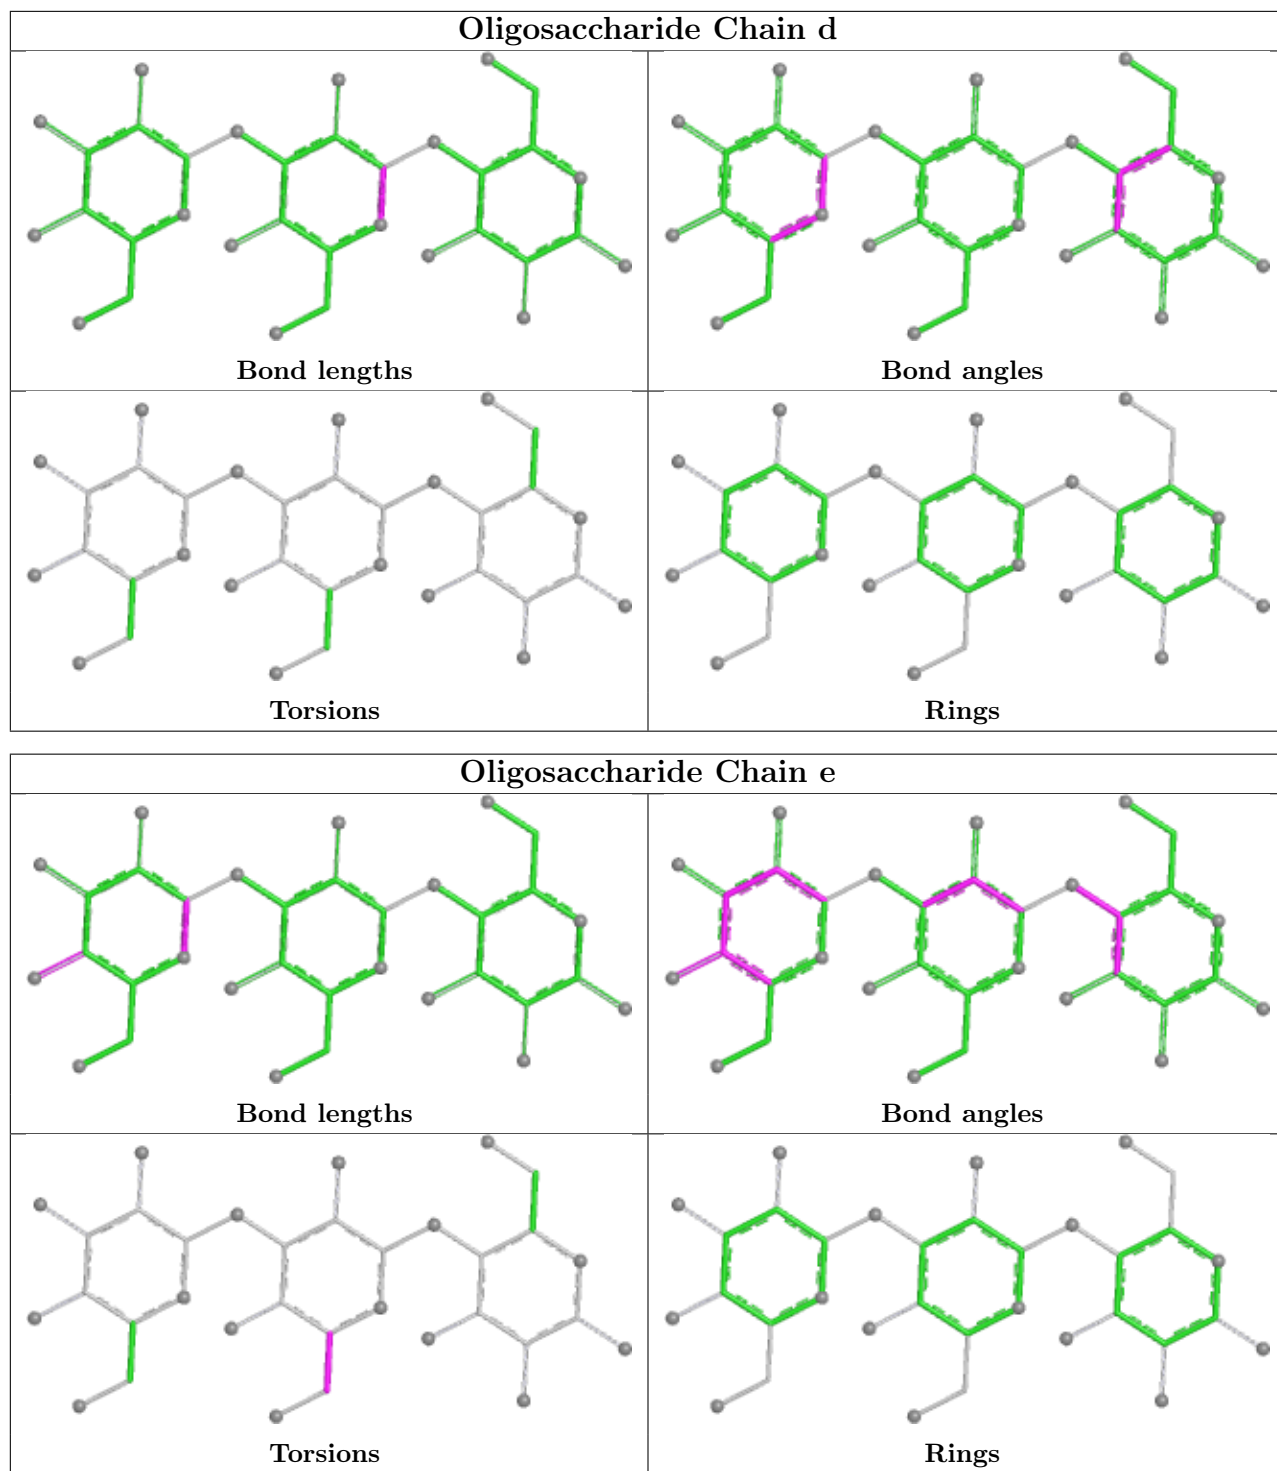 Oligosaccharide Chain d
Bond lengths
Bond angles
Torsions
Rings
Oligosaccharide Chain e
Bond lengths
Bond angles
Torsions
Rings